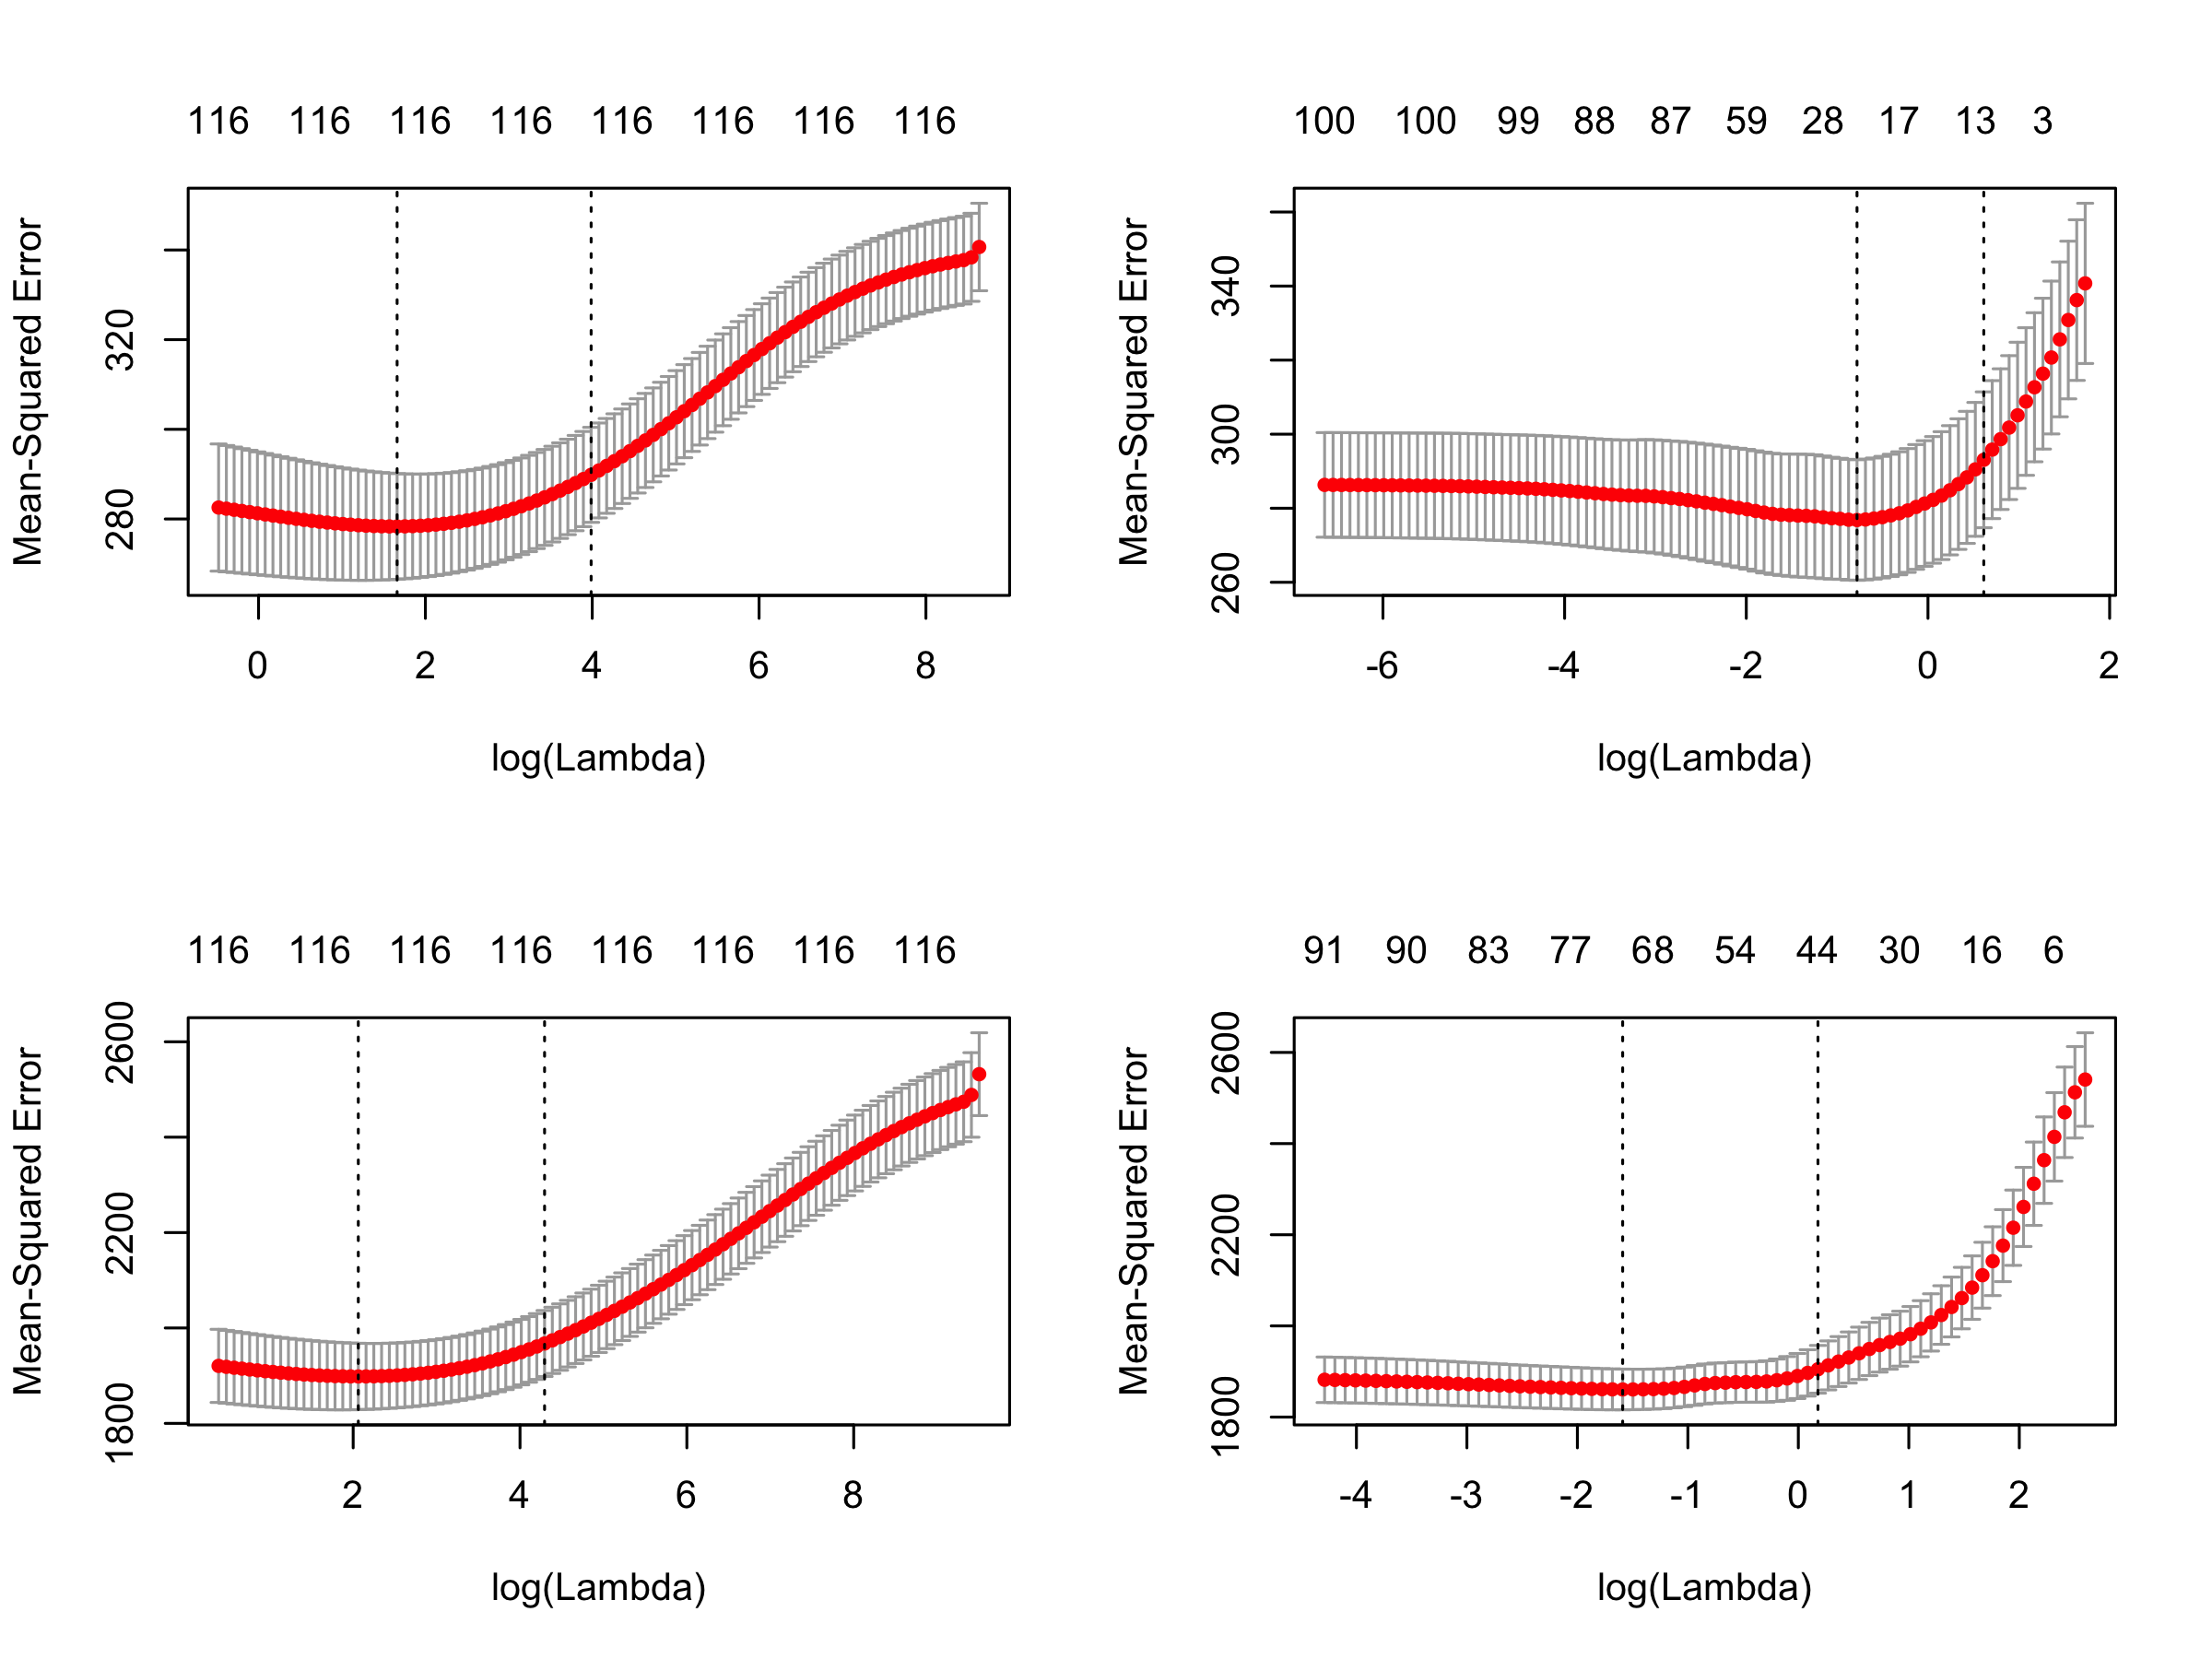 116 116 116 116 116 116 116 116
Mean-Squared Error
280 320
0 2 4 6 8
log(Lambda)
100 100 99 88 87 59 28 17 13 3
Mean-Squared Error
260 300 340
-6 -4 -2 0 2
log(Lambda)
116 116 116 116 116 116 116 116
Mean-Squared Error
1800 2200 2600
2 4 6 8
log(Lambda)
91 90 83 77 68 54 44 30 16 6
Mean-Squared Error
1800 2200 2600
-4 -3 -2 -1 0 1 2
log(Lambda)